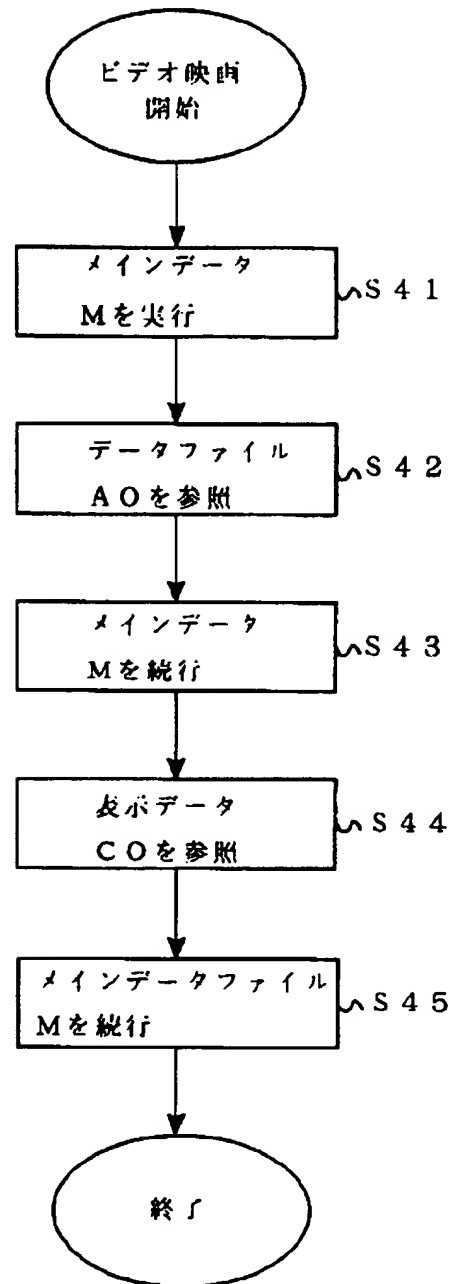 ビデオ映画
開始
メインデータ
Mを実行
S41
データファイル
AOを参照
S42
メインデータ
Mを続行
S43
表示データ
COを参照
S44
メインデータファイル
Mを続行
S45
終了